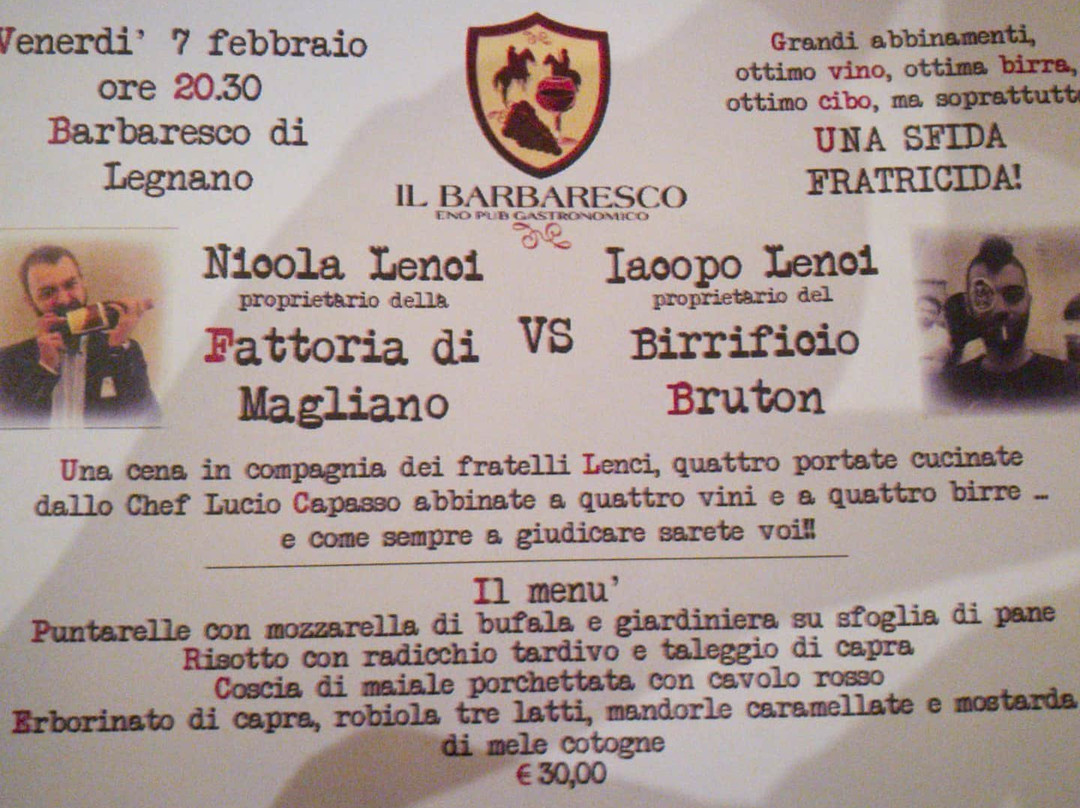 Venerdi' 7 febbraio
ore 20.30
Barbaresco di
Legnano
IL BARBARESCO
ENO PUB GASTRONOMICO
Grandi abbinamenti,
ottimo vino, ottima birra,
ottimo cibo, ma soprattutto
UNA SFIDA
FRATRICIDA!
Nicola Lenci
proprietario della
Fattoria di
Magliano
VS
Iacopo Lenci
proprietario del
Birrificio
Bruton
Una cena in compagnia dei fratelli Lenci, quattro portate cucinate
dallo Chef Lucio Capasso abbinate a quattro vini e a quattro birre …
e come sempre a giudicare sarete voi!!
Il menu'
Puntarelle con mozzarella di bufala e giardiniera su sfoglia di pane
Risotto con radicchio tardivo e taleggio di capra
Coscia di maiale porchettata con cavolo rosso
Erborinato di capra, robiola tre latti, mandorle caramellate e mostarda
di mele cotogne
€ 30,00